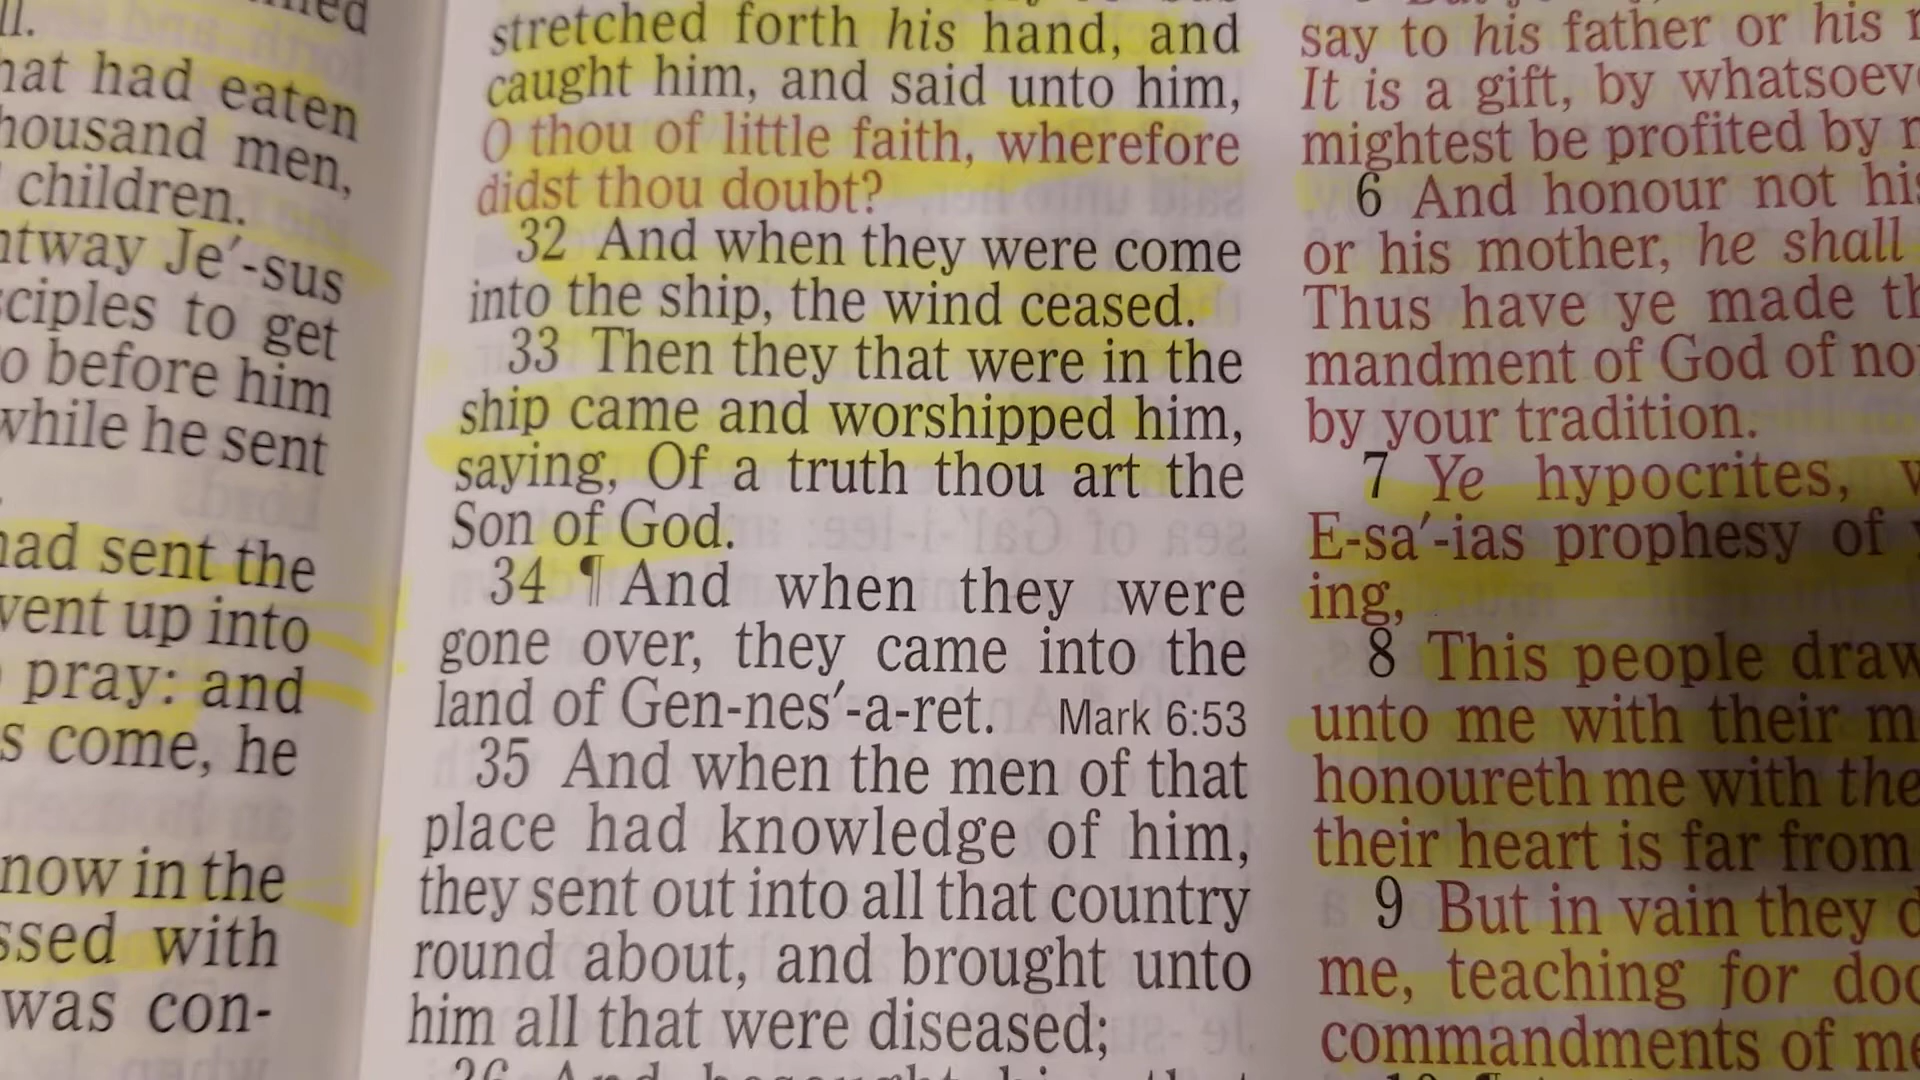 hat had eaten
housand men,
children.
tway Je′-sus
ciples to get
o before him
while he sent
had sent the
went up into
pray: and
s come, he
now in the
ssed with
was con-
stretched forth his hand, and
caught him, and said unto him,
O thou of little faith, wherefore
didst thou doubt?
32 And when they were come
into the ship, the wind ceased.
33 Then they that were in the
ship came and worshipped him,
saying, Of a truth thou art the
Son of God.
34 ¶ And when they were
gone over, they came into the
land of Gen-nes′-a-ret. Mark 6:53
35 And when the men of that
place had knowledge of him,
they sent out into all that country
round about, and brought unto
him all that were diseased;
say to his father or his
It is a gift, by whatsoev
mightest be profited by
6 And honour not his
or his mother, he shall
Thus have ye made th
mandment of God of no
by your tradition.
7 Ye hypocrites,
E-sa′-ias prophesy of
ing,
8 This people draw
unto me with their m
honoureth me with the
their heart is far from
9 But in vain they d
me, teaching for doc
commandments of me